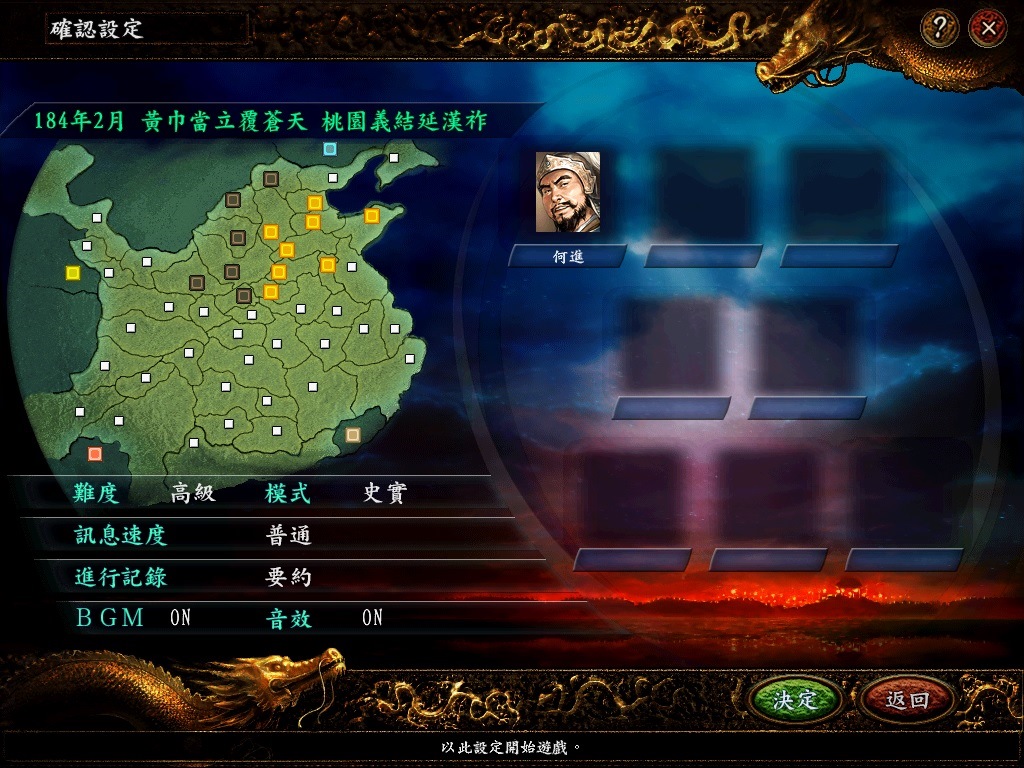 確認設定
?
184年2月 黃巾當立覆蒼天 桃園義結延漢祚
何進
難度 高級 模式 史實
訊息速度 普通
進行記錄 要約
BGM ON 音效 ON
決定 返回
以此設定開始遊戲。